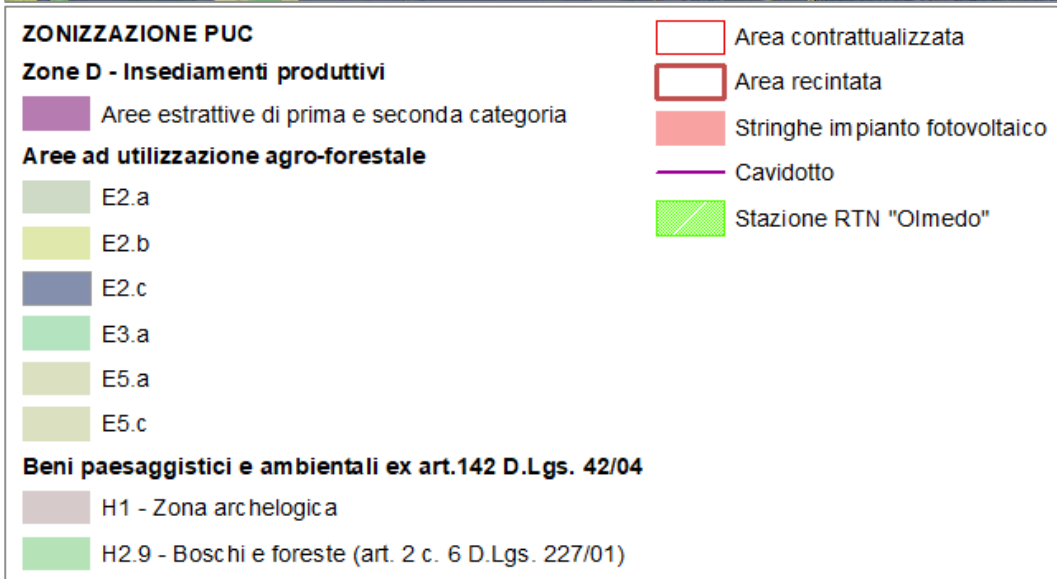 ZONIZZAZIONE PUC
Zone D - Insediamenti produttivi
Aree estrattive di prima e seconda categoria
Aree ad utilizzazione agro-forestale
E2.a
E2.b
E2.c
E3.a
E5.a
E5.c
Beni paesaggistici e ambientali ex art.142 D.Lgs. 42/04
H1 - Zona archelogica
H2.9 - Boschi e foreste (art. 2 c. 6 D.Lgs. 227/01)
Area contrattualizzata
Area recintata
Stringhe impianto fotovoltaico
Cavidotto
Stazione RTN "Olmedo"